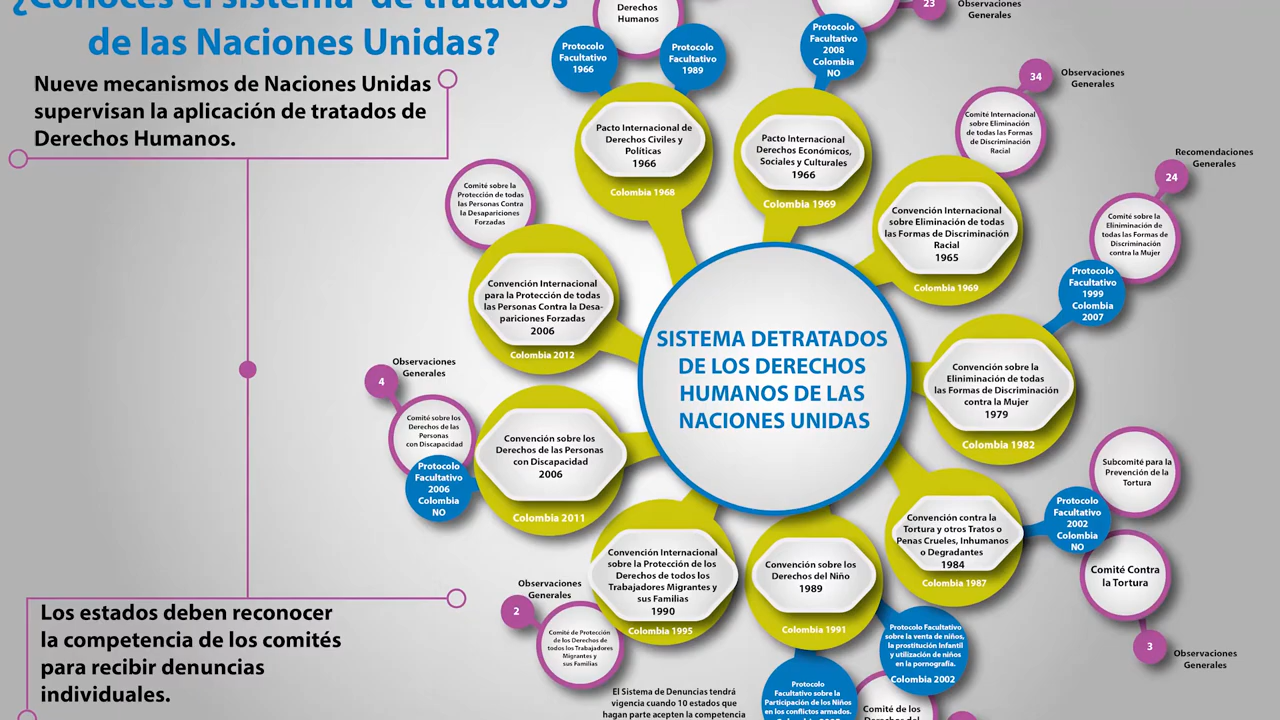 ¿Conoces el sistema de tratados
de las Naciones Unidas?
Nueve mecanismos de Naciones Unidas
supervisan la aplicación de tratados de
Derechos Humanos.
Los estados deben reconocer
la competencia de los comités
para recibir denuncias
individuales.
SISTEMA DETRATADOS
DE LOS DERECHOS
HUMANOS DE LAS
NACIONES UNIDAS
Derechos
Humanos
Protocolo
Facultativo
1966
Protocolo
Facultativo
1989
Pacto Internacional de
Derechos Civiles y
Políticas
1966
Colombia 1968
23
Observaciones
Generales
Protocolo
Facultativo
2008
Colombia
NO
Pacto Internacional
Derechos Económicos,
Sociales y Culturales
1966
Colombia 1969
34
Observaciones
Generales
Comité Internacional
sobre Eliminación
de todas las Formas
de Discriminación
Racial
Convención Internacional
sobre Eliminación de todas
las Formas de Discriminación
Racial
1965
Colombia 1969
Recomendaciones
Generales
24
Comité sobre la
Eliniminación de
todas las Formas de
Discriminación
contra la Mujer
Protocolo
Facultativo
1999
Colombia
2007
Convención sobre la
Eliniminación de todas
las Formas de Discriminación
contra la Mujer
1979
Colombia 1982
Subcomité para la
Prevención de la
Tortura
Protocolo
Facultativo
2002
Colombia
NO
Comité Contra
la Tortura
3
Observaciones
Generales
Convención contra la
Tortura y otros Tratos o
Penas Crueles, Inhumanos
o Degradantes
1984
Colombia 1987
Convención sobre los
Derechos del Niño
1989
Colombia 1991
Protocolo Facultativo
sobre la venta de niños,
la prostitución Infantil
y utilización de niños
en la pornografía.
Colombia 2002
Protocolo
Facultativo sobre la
Participación de los Niños
en los conflictos armados.
Comité de los
Convención Internacional
sobre la Protección de los
Derechos de todos los
Trabajadores Migrantes y
sus Familias
1990
Colombia 1995
Observaciones
Generales
2
Comité de Protección
de los Derechos de
todos los Trabajadores
Migrantes y
sus Familias
El Sistema de Denuncias tendrá
vigencia cuando 10 estados que
hagan parte acepten la competencia
Convención sobre los
Derechos de las Personas
con Discapacidad
2006
Colombia 2011
Observaciones
Generales
4
Comité sobre los
Derechos de las
Personas
con Discapacidad
Protocolo
Facultativo
2006
Colombia
NO
Comité sobre la
Protección de todas
las Personas Contra
la Desapariciones
Forzadas
Convención Internacional
para la Protección de todas
las Personas Contra la Desa-
pariciones Forzadas
2006
Colombia 2012